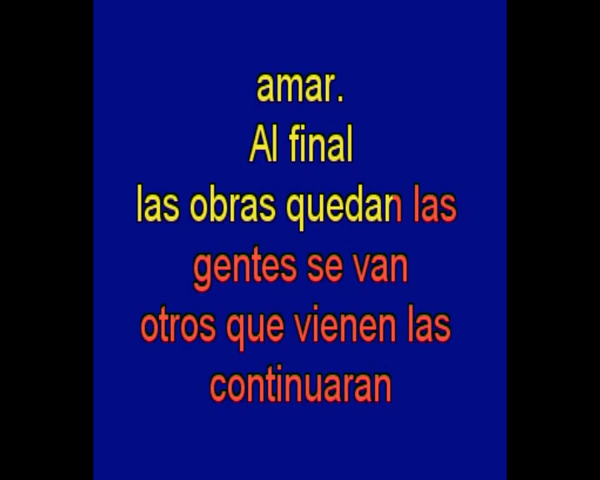 amar.
Al final
las obras quedan las
gentes se van
otros que vienen las
continuaran